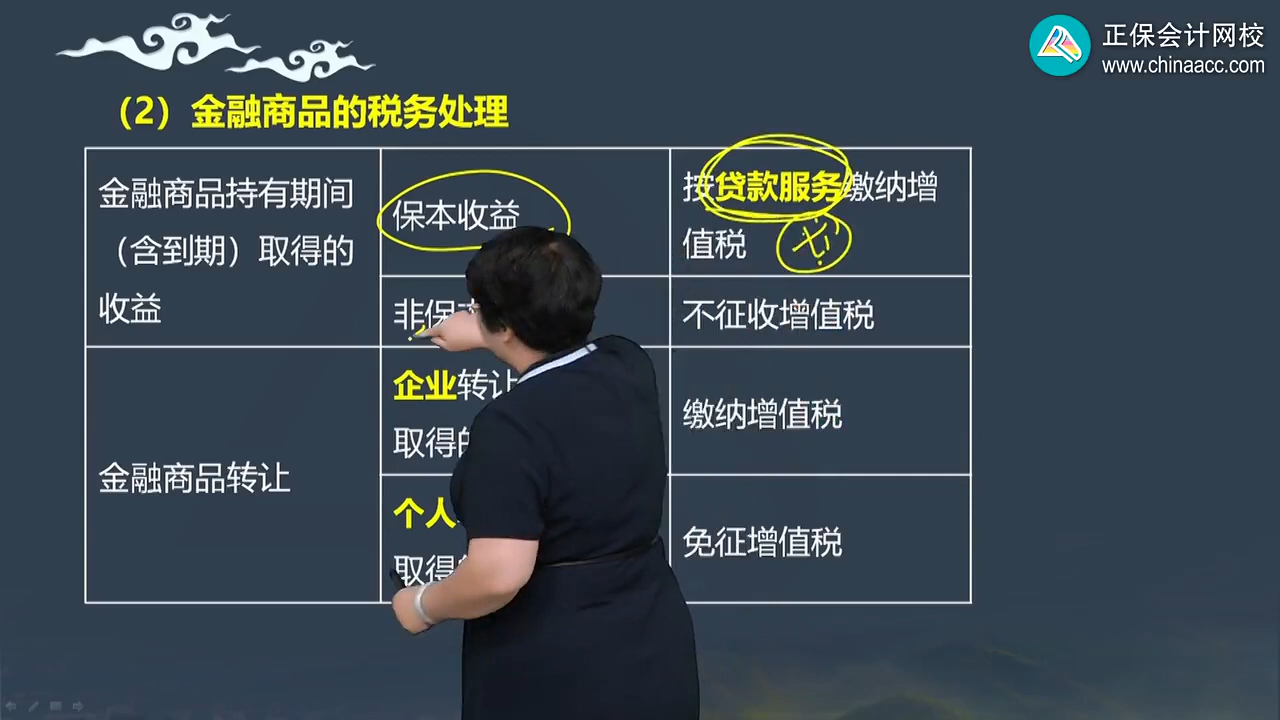 正保会计网校
www.chinaacc.com
（2）金融商品的税务处理
金融商品持有期间
（含到期）取得的
收益
保本收益
按贷款服务缴纳增
值税
非保
不征收增值税
金融商品转让
企业转让
取得
缴纳增值税
个人
取得
免征增值税